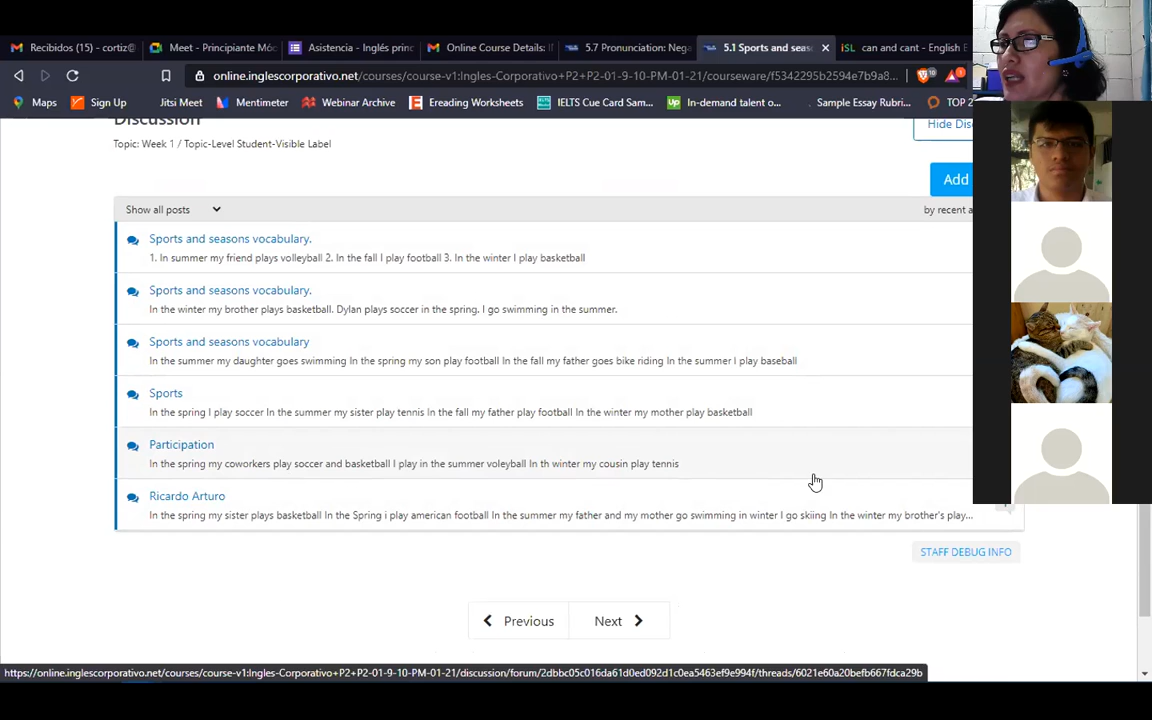 Recibidos (15) - cortiz@
Meet - Principiante Mód
Asistencia - Inglés princ
Online Course Details: If
5.7 Pronunciation: Nega
5.1 Sports and seas
can and cant - English E
online.inglescorporativo.net/courses/course-v1:Ingles-Corporativo+P2+P2-01-9-10-PM-01-21/courseware/f5342295b2594e7b9a8...
Maps
Sign Up
Jitsi Meet
Mentimeter
Webinar Archive
Ereading Worksheets
IELTS Cue Card Sam...
In-demand talent o...
Sample Essay Rubri...
TOP 2
Discussion
Hide Disc
Topic: Week 1 / Topic-Level Student-Visible Label
Add
Show all posts
by recent a
Sports and seasons vocabulary.
1. In summer my friend plays volleyball 2. In the fall I play football 3. In the winter I play basketball
Sports and seasons vocabulary.
In the winter my brother plays basketball. Dylan plays soccer in the spring. I go swimming in the summer.
Sports and seasons vocabulary
In the summer my daughter goes swimming In the spring my son play football In the fall my father goes bike riding In the summer I play baseball
Sports
In the spring I play soccer In the summer my sister play tennis In the fall my father play football In the winter my mother play basketball
Participation
In the spring my coworkers play soccer and basketball I play in the summer voleyball In th winter my cousin play tennis
Ricardo Arturo
In the spring my sister plays basketball In the Spring i play american football In the summer my father and my mother go swimming in winter I go skiing In the winter my brother's play...
STAFF DEBUG INFO
Previous
Next
https://online.inglescorporativo.net/courses/course-v1:Ingles-Corporativo+P2+P2-01-9-10-PM-01-21/discussion/forum/2dbbc05c016da61d0ed092d1c0ea5463ef9e994f/threads/6021e60a20befb667fdca29b